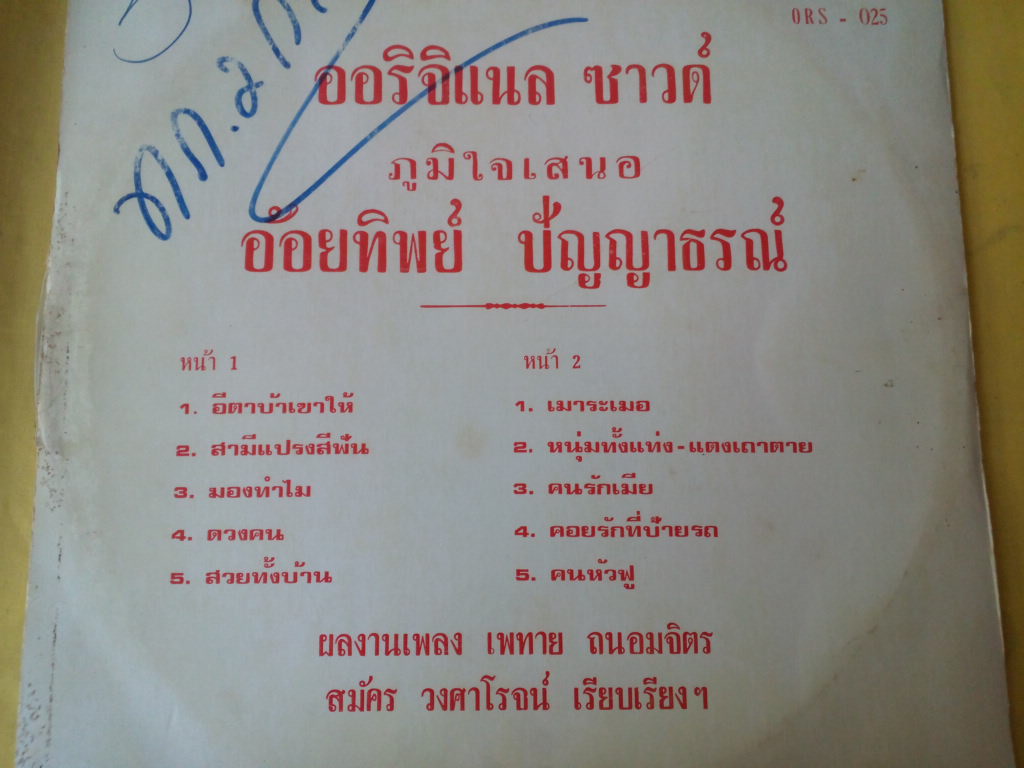 ORS - 025
ออริจิแนล ซาวด์
ภูมิใจเสนอ
อ้อยทิพย์ ปัญญาธรณ์
หน้า 1
1. อีตาบ้าเขาให้
2. สามีแปรงสีฟัน
3. มองทำไม
4. ดวงคน
5. สวยทั้งบ้าน
หน้า 2
1. เมาระเมอ
2. หนุ่มทั้งแท่ง - แตงเถาตาย
3. คนรักเมีย
4. คอยรักที่ป้ายรถ
5. คนหัวฟู
ผลงานเพลง เพทาย ถนอมจิตร
สมัคร วงศาโรจน์ เรียบเรียงฯ